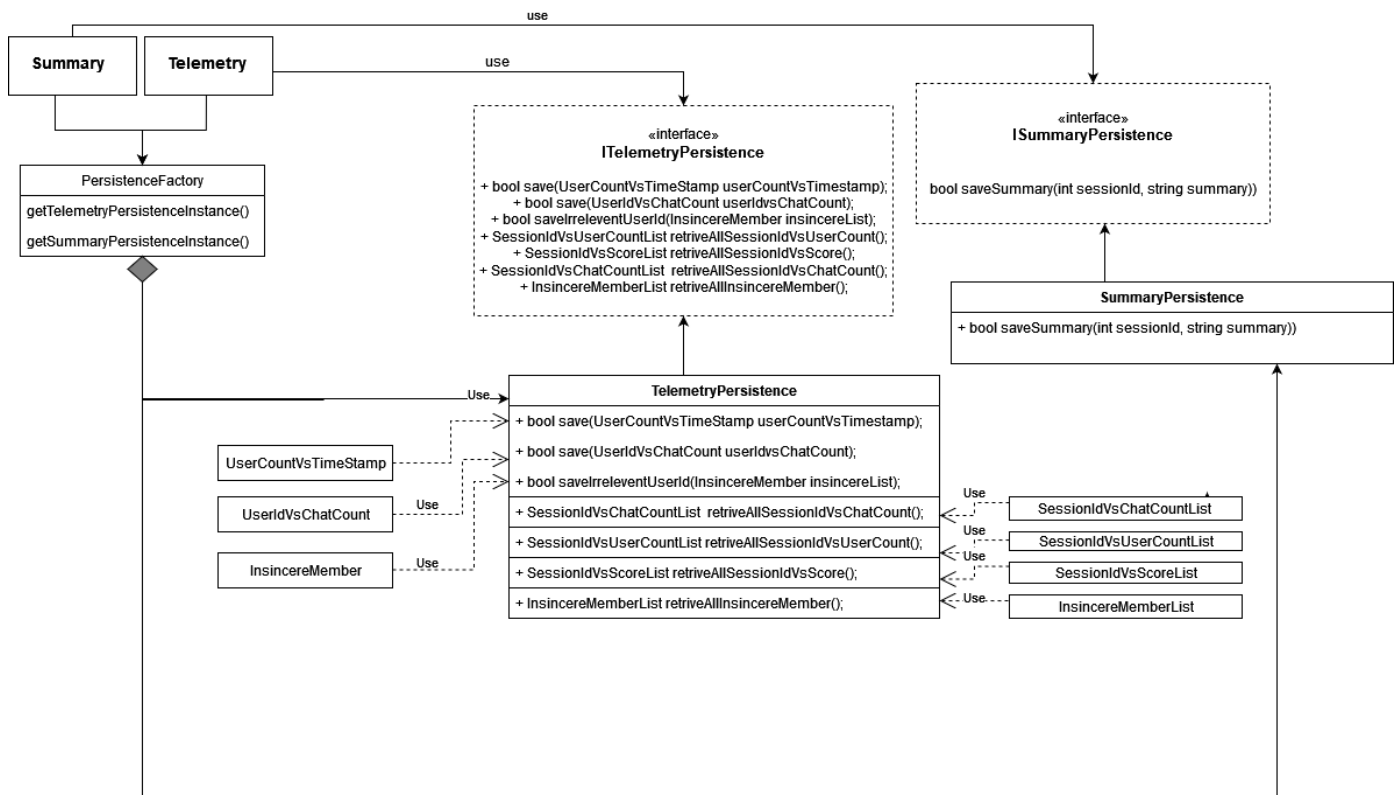 use
Summary
Telemetry
use
«interface»
ISummaryPersistence
bool saveSummary(int sessionId, string summary))
«interface»
ITelemetryPersistence
+ bool save(UserCountVsTimeStamp userCountVsTimestamp);
+ bool save(UserIdVsChatCount userIdvsChatCount);
+ bool saveIrreleventUserId(InsincereMember insincereList);
+ SessionIdVsUserCountList retriveAllSessionIdVsUserCount();
+ SessionIdVsScoreList retriveAllSessionIdVsScore();
+ SessionIdVsChatCountList retriveAllSessionIdVsChatCount();
+ InsincereMemberList retriveAllInsincereMember();
PersistenceFactory
getTelemetryPersistenceInstance()
getSummaryPersistenceInstance()
SummaryPersistence
+ bool saveSummary(int sessionId, string summary))
Use
TelemetryPersistence
+ bool save(UserCountVsTimeStamp userCountVsTimestamp);
+ bool save(UserIdVsChatCount userIdvsChatCount);
+ bool saveIrreleventUserId(InsincereMember insincereList);
+ SessionIdVsChatCountList retriveAllSessionIdVsChatCount();
+ SessionIdVsUserCountList retriveAllSessionIdVsUserCount();
+ SessionIdVsScoreList retriveAllSessionIdVsScore();
+ InsincereMemberList retriveAllInsincereMember();
UserCountVsTimeStamp
UserIdVsChatCount
Use
InsincereMember
Use
Use
SessionIdVsChatCountList
Use
SessionIdVsUserCountList
Use
SessionIdVsScoreList
Use
InsincereMemberList